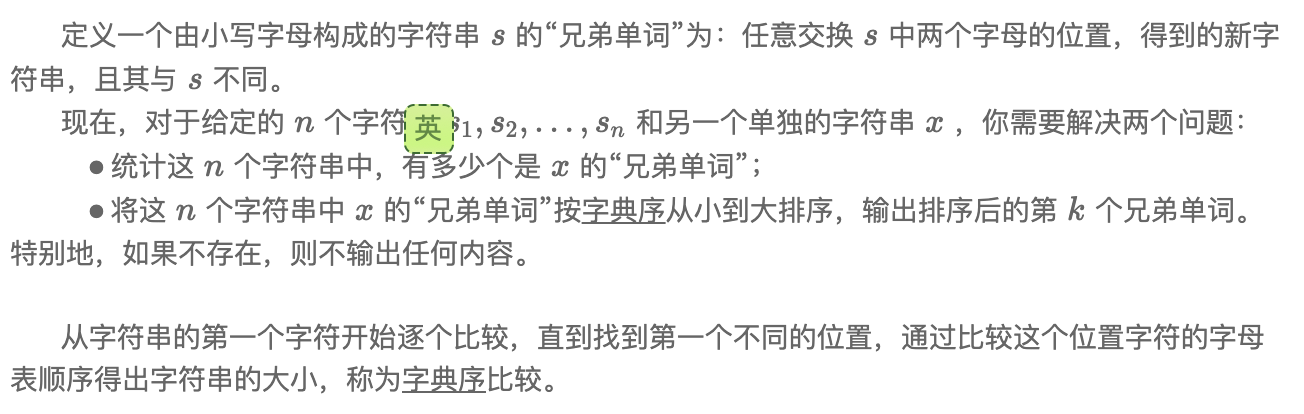 定义一个由小写字母构成的字符串 s 的“兄弟单词”为：任意交换 s 中两个字母的位置，得到的新字
符串，且其与 s 不同。
现在，对于给定的 n 个字符 英 s₁, s₂, . . . , sₙ 和另一个单独的字符串 x ，你需要解决两个问题：
●统计这 n 个字符串中，有多少个是 x 的“兄弟单词”；
●将这 n 个字符串中 x 的“兄弟单词”按字典序从小到大排序，输出排序后的第 k 个兄弟单词。
特别地，如果不存在，则不输出任何内容。
从字符串的第一个字符开始逐个比较，直到找到第一个不同的位置，通过比较这个位置字符的字母
表顺序得出字符串的大小，称为字典序比较。